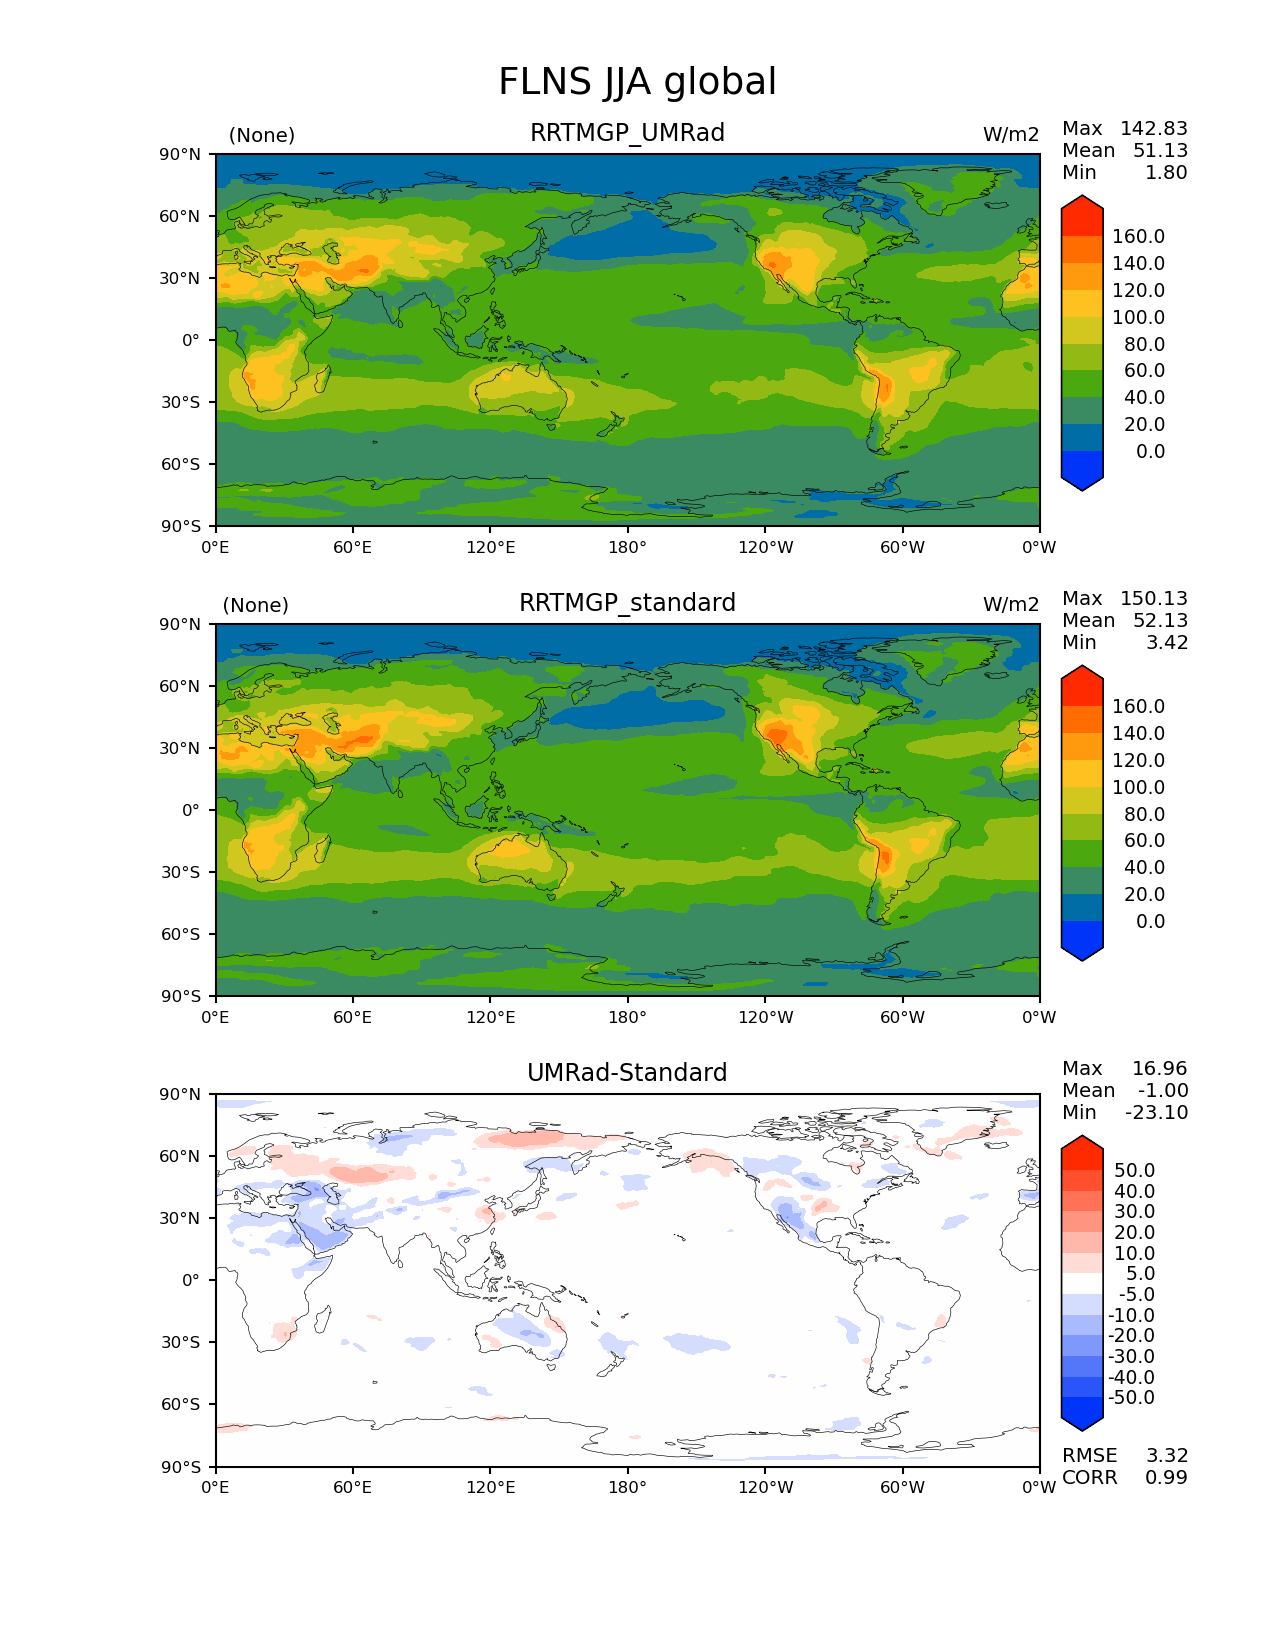 FLNS JJA global
(None) RRTMGP_UMRad W/m2
Max 142.83
Mean 51.13
Min 1.80
90°N
60°N
30°N
0°
30°S
60°S
90°S
0°E 60°E 120°E 180° 120°W 60°W 0°W
160.0
140.0
120.0
100.0
80.0
60.0
40.0
20.0
0.0
(None) RRTMGP_standard W/m2
Max 150.13
Mean 52.13
Min 3.42
90°N
60°N
30°N
0°
30°S
60°S
90°S
0°E 60°E 120°E 180° 120°W 60°W 0°W
160.0
140.0
120.0
100.0
80.0
60.0
40.0
20.0
0.0
UMRad-Standard
Max 16.96
Mean -1.00
Min -23.10
90°N
60°N
30°N
0°
30°S
60°S
90°S
0°E 60°E 120°E 180° 120°W 60°W 0°W
50.0
40.0
30.0
20.0
10.0
5.0
-5.0
-10.0
-20.0
-30.0
-40.0
-50.0
RMSE 3.32
CORR 0.99